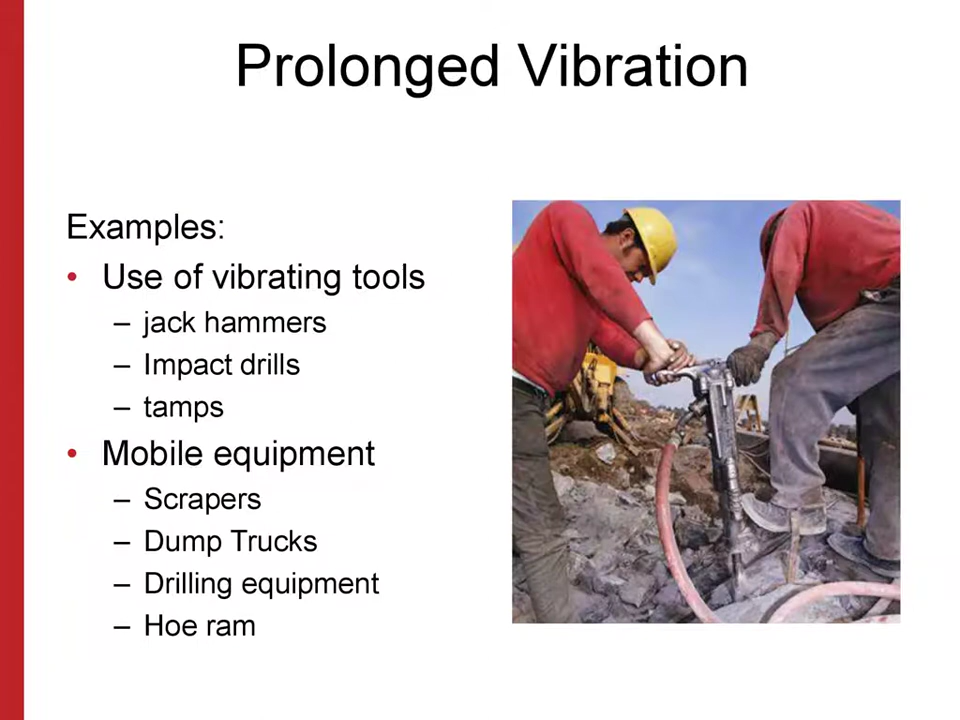 Prolonged Vibration
Examples:
• Use of vibrating tools
– jack hammers
– Impact drills
– tamps
• Mobile equipment
– Scrapers
– Dump Trucks
– Drilling equipment
– Hoe ram